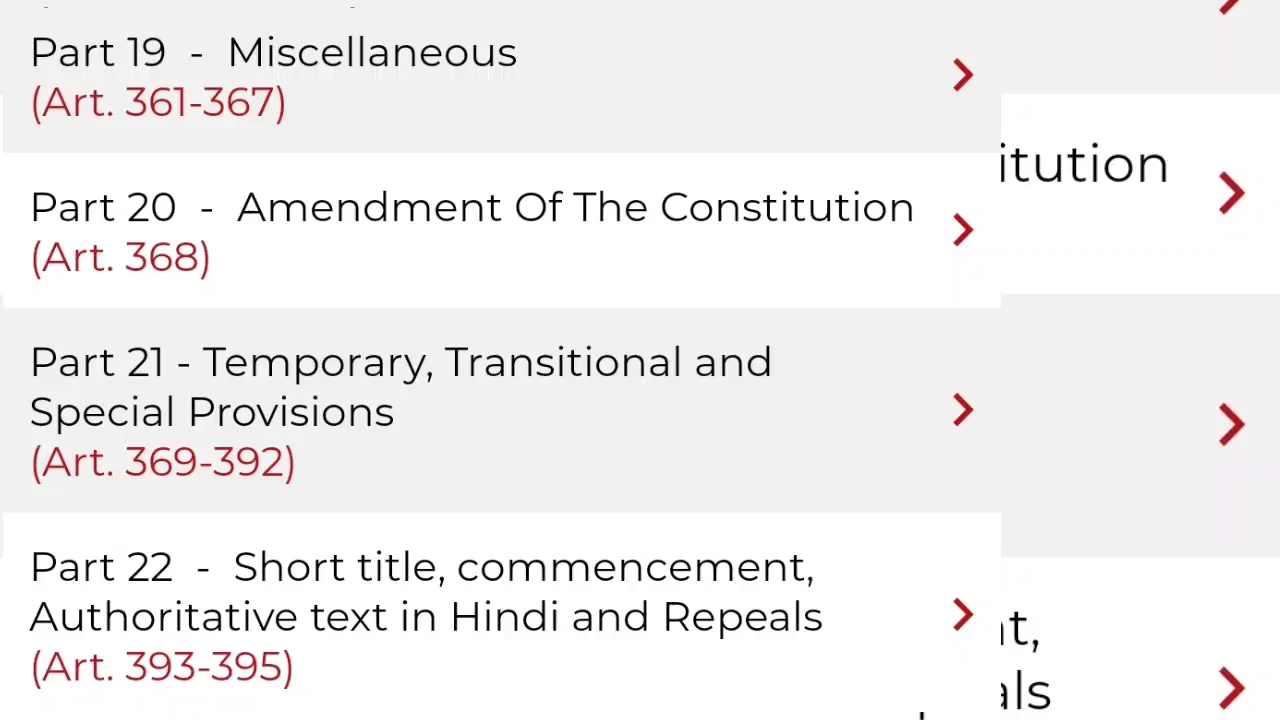 Part 19 - Miscellaneous
(Art. 361-367)
Part 20 - Amendment Of The Constitution
(Art. 368)
Part 21 - Temporary, Transitional and
Special Provisions
(Art. 369-392)
Part 22 - Short title, commencement,
Authoritative text in Hindi and Repeals
(Art. 393-395)